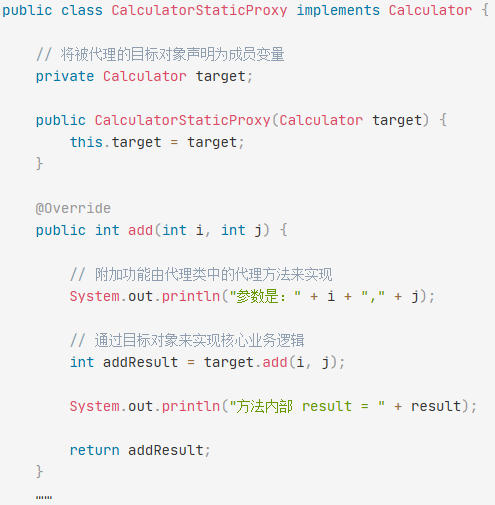 public class CalculatorStaticProxy implements Calculator {
// 将被代理的目标对象声明为成员变量
private Calculator target;
public CalculatorStaticProxy(Calculator target) {
this.target = target;
}
@Override
public int add(int i, int j) {
// 附加功能由代理类中的代理方法来实现
System.out.println("参数是：" + i + "," + j);
// 通过目标对象来实现核心业务逻辑
int addResult = target.add(i, j);
System.out.println("方法内部 result = " + result);
return addResult;
}
……